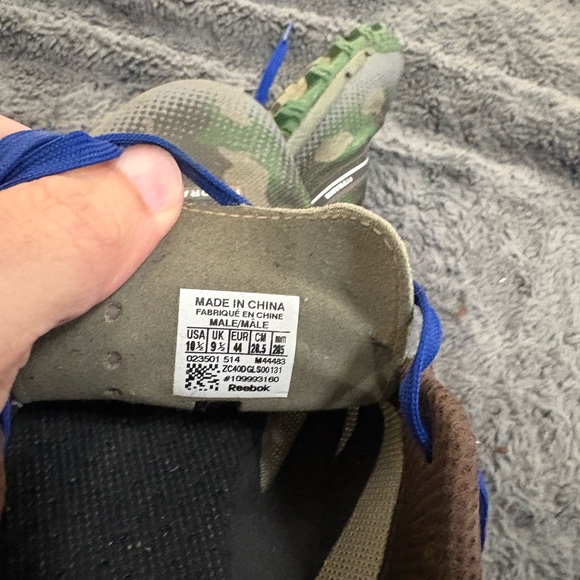 MADE IN CHINA
FABRIQUÉ EN CHINE
MALE/MÂLE
USA UK EUR CM mm
10½ 9½ 44 28.5 285
023501 514 M44483
ZC40DGLS00131
#109993160
Reebok